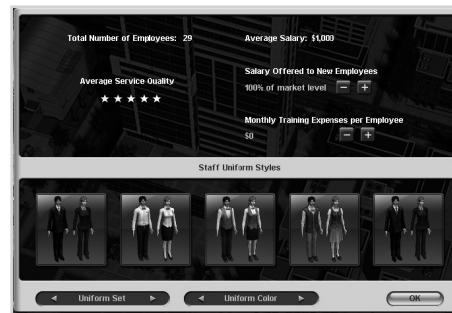 Total Number of Employees: 29
Average Salary: $1,000
Average Service Quality
Salary Offered to New Employees
100% of market level
Monthly Training Expenses per Employee
$0
Staff Uniform Styles
Uniform Set
Uniform Color
OK